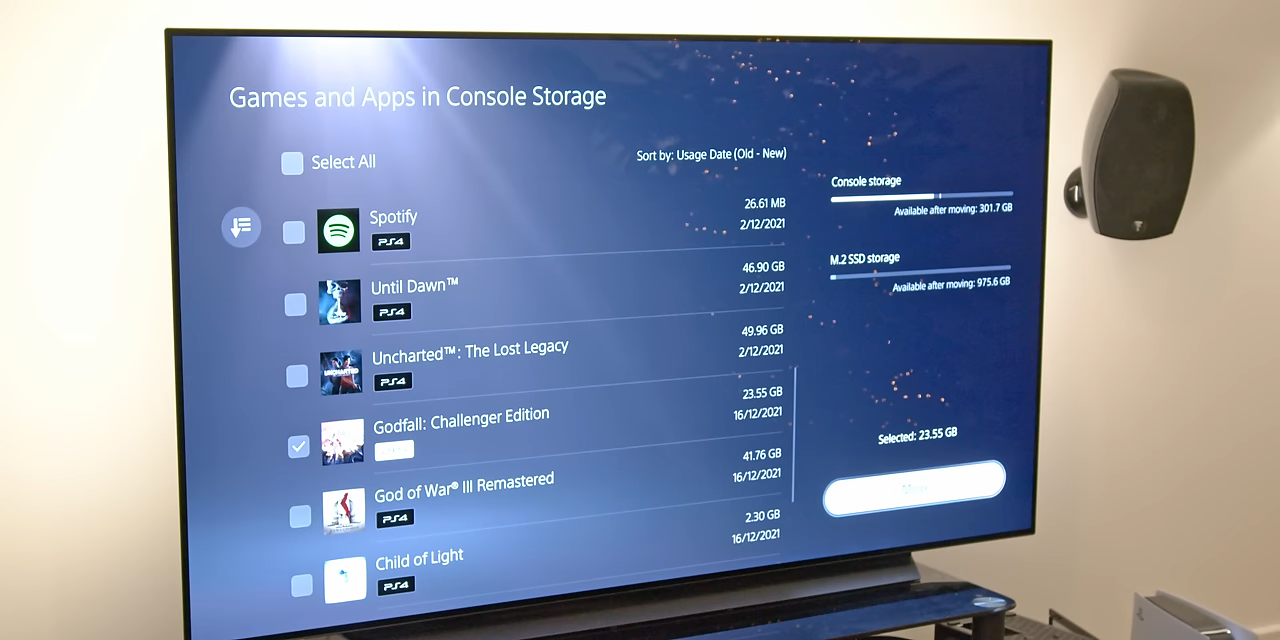 Games and Apps in Console Storage
Select All
Sort by: Usage Date (Old - New)
Spotify
PS4
26.61 MB
2/12/2021
Until Dawn™
PS4
46.90 GB
2/12/2021
Uncharted™: The Lost Legacy
PS4
49.96 GB
2/12/2021
UNCHARTED
Godfall: Challenger Edition
23.55 GB
16/12/2021
God of War® III Remastered
PS4
41.76 GB
16/12/2021
Child of Light
PS4
2.30 GB
16/12/2021
Console storage
Available after moving: 301.7 GB
M.2 SSD storage
Available after moving: 975.6 GB
Selected: 23.55 GB